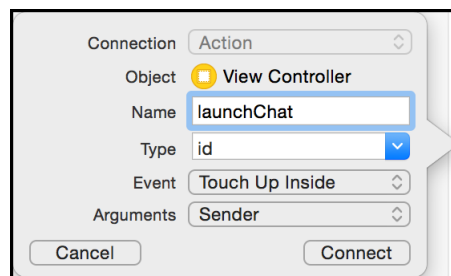 Connection Action
Object View Controller
Name launchChat
Type id
Event Touch Up Inside
Arguments Sender
Cancel Connect